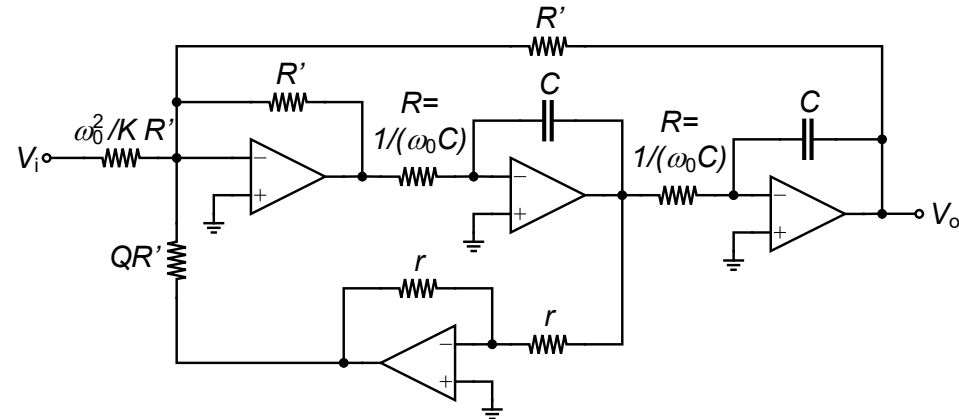 R’
R’
C
R=
1/(ω₀C)
C
R=
1/(ω₀C)
ω₀²/K R’
Vᵢ
−
+
−
+
−
+
Vₒ
QR’
r
r
−
+